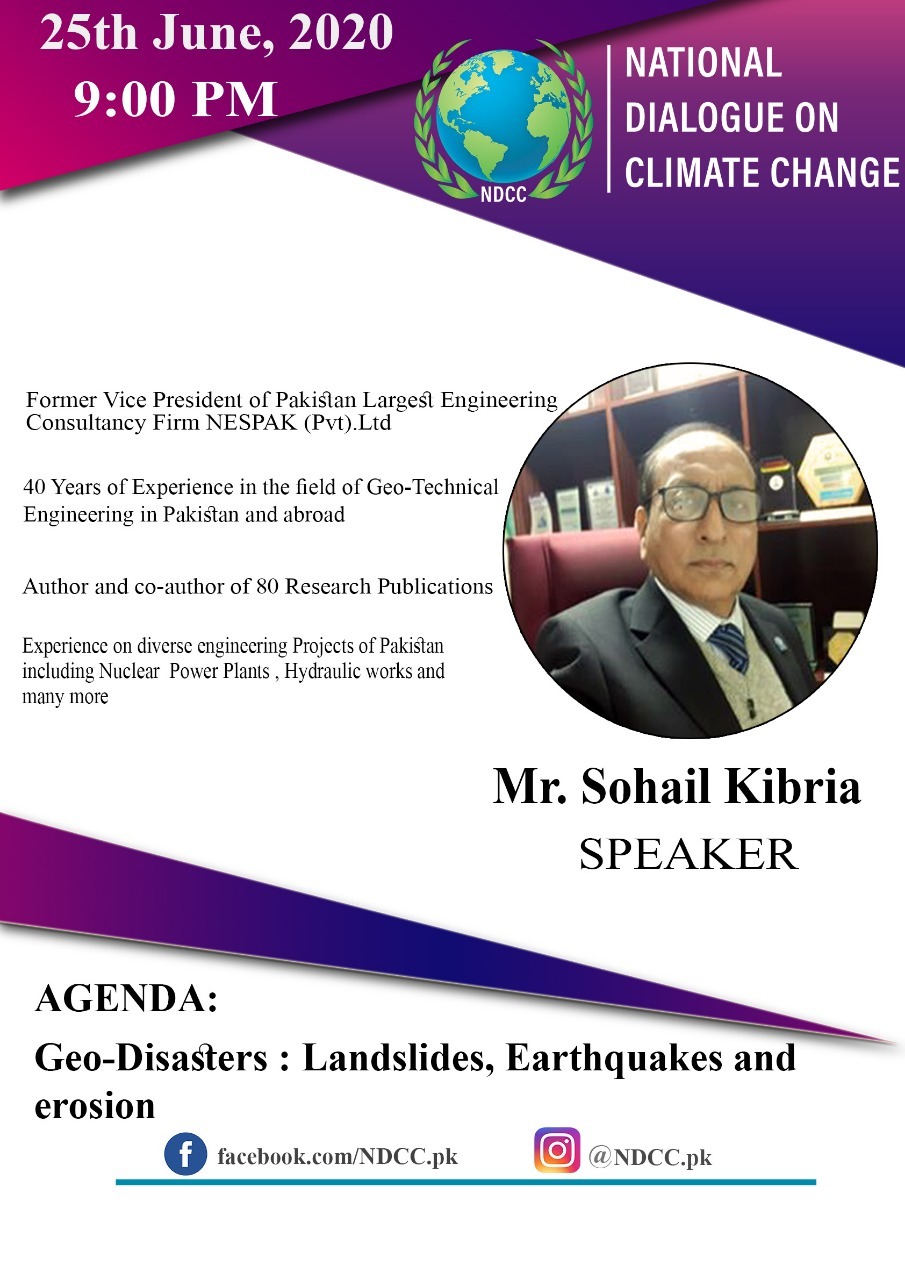 25th June, 2020
9:00 PM
NDCC
NATIONAL
DIALOGUE ON
CLIMATE CHANGE
Former Vice President of Pakistan Largest Engineering
Consultancy Firm NESPAK (Pvt).Ltd
40 Years of Experience in the field of Geo-Technical
Engineering in Pakistan and abroad
Author and co-author of 80 Research Publications
Experience on diverse engineering Projects of Pakistan
including Nuclear Power Plants , Hydraulic works and
many more
Mr. Sohail Kibria
SPEAKER
AGENDA:
Geo-Disasters : Landslides, Earthquakes and
erosion
facebook.com/NDCC.pk
@NDCC.pk